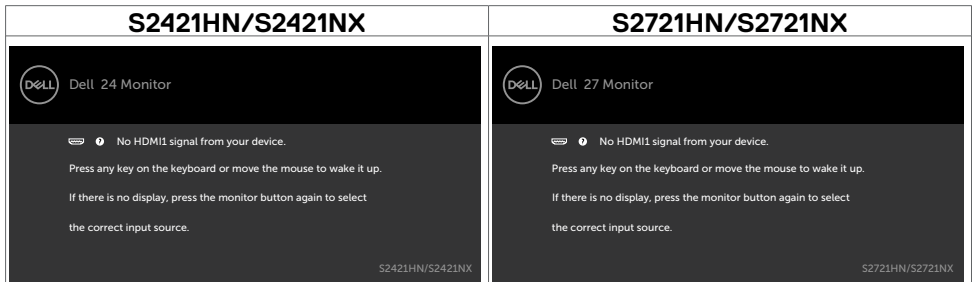 S2421HN/S2421NX
S2721HN/S2721NX
DELL
Dell 24 Monitor
No HDMI1 signal from your device.
Press any key on the keyboard or move the mouse to wake it up.
If there is no display, press the monitor button again to select
the correct input source.
S2421HN/S2421NX
DELL
Dell 27 Monitor
No HDMI1 signal from your device.
Press any key on the keyboard or move the mouse to wake it up.
If there is no display, press the monitor button again to select
the correct input source.
S2721HN/S2721NX